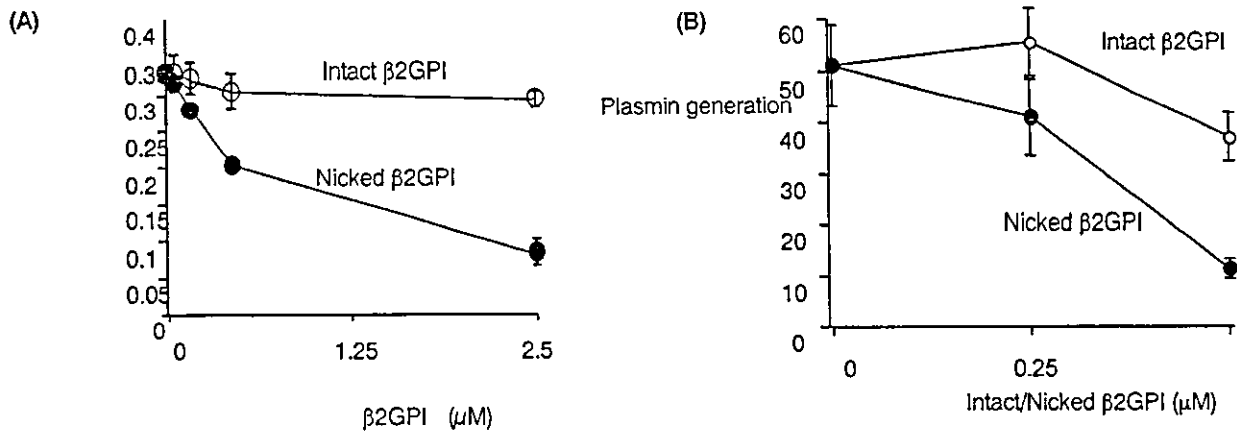 (A)
0.4
0.35
0.3
0.25
0.2
0.15
0.1
0.05
0
Intact β2GPI
Nicked β2GPI
0 1.25 2.5
β2GPI (μM)
(B)
60
50
40
30
20
10
0
Plasmin generation
Intact β2GPI
Nicked β2GPI
0 0.25
Intact/Nicked β2GPI (μM)